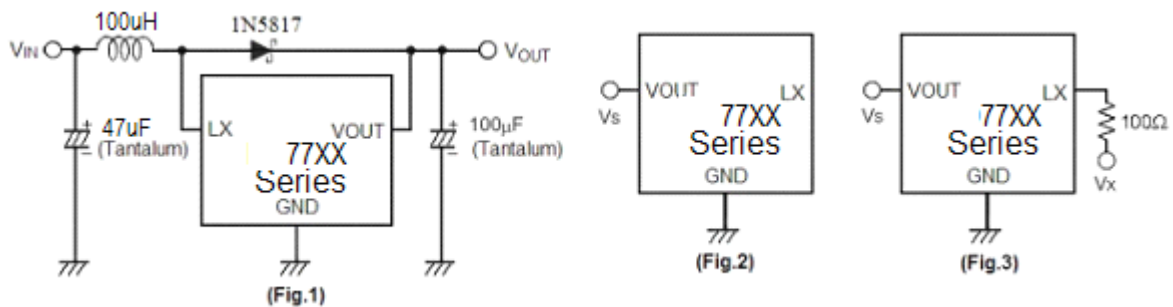 100uH
1N5817
VIN
VOUT
47uF
(Tantalum)
LX
VOUT
77XX
Series
GND
100μF
(Tantalum)
(Fig.1)
Vs
VOUT
LX
77XX
Series
GND
(Fig.2)
Vs
VOUT
LX
77XX
Series
GND
100Ω
Vx
(Fig.3)